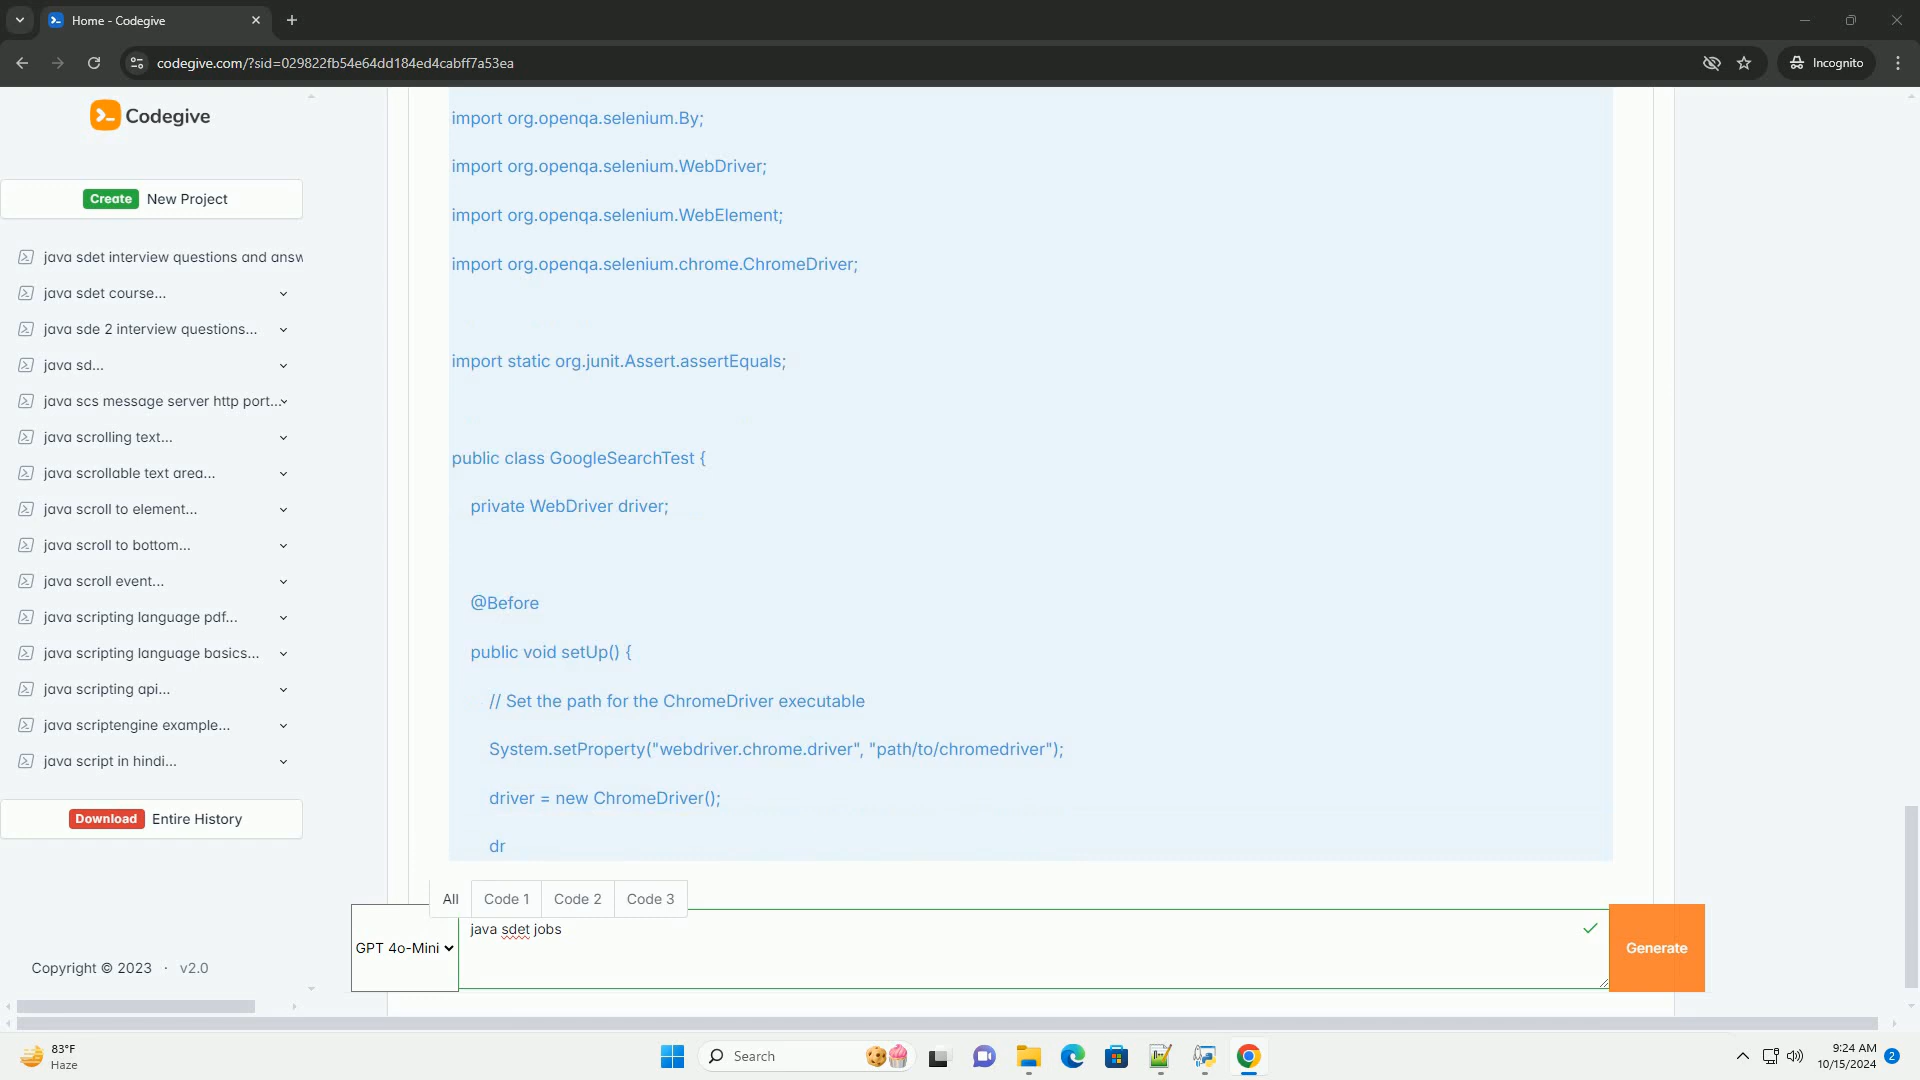 Home - Codegive
codegive.com/?sid=029822fb54e64dd184ed4cabff7a53ea
Incognito
Codegive
Create New Project
java sdet interview questions and answ
java sdet course...
java sde 2 interview questions...
java sd...
java scs message server http port...
java scrolling text...
java scrollable text area...
java scroll to element...
java scroll to bottom...
java scroll event...
java scripting language pdf...
java scripting language basics...
java scripting api...
java scriptengine example...
java script in hindi...
Download Entire History
Copyright © 2023 · v2.0
import org.openqa.selenium.By;
import org.openqa.selenium.WebDriver;
import org.openqa.selenium.WebElement;
import org.openqa.selenium.chrome.ChromeDriver;
import static org.junit.Assert.assertEquals;
public class GoogleSearchTest {
private WebDriver driver;
@Before
public void setUp() {
// Set the path for the ChromeDriver executable
System.setProperty("webdriver.chrome.driver", "path/to/chromedriver");
driver = new ChromeDriver();
dr
All Code 1 Code 2 Code 3
GPT 4o-Mini
java sdet jobs
Generate
83°F
Haze
Search
9:24 AM
10/15/2024
2